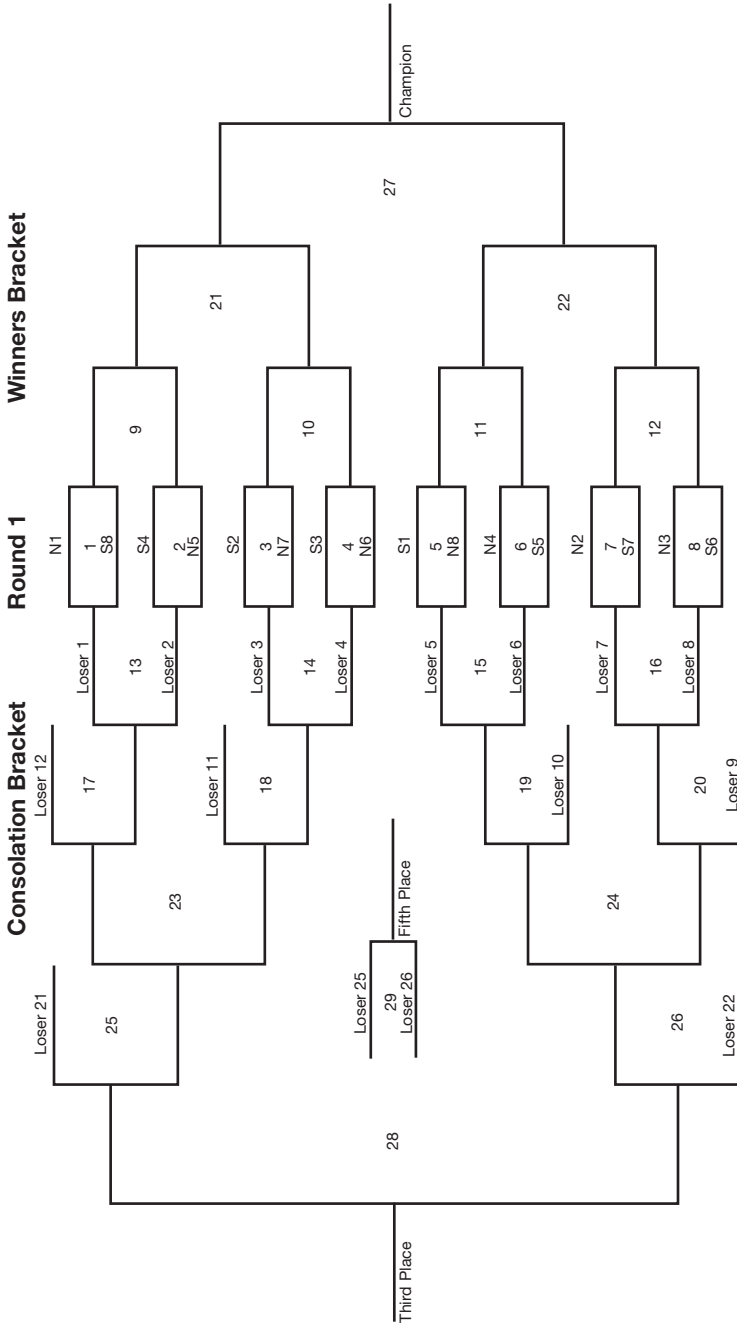 Consolation Bracket
Round 1
Winners Bracket
Loser 21
25
Loser 12
17
Loser 1
13
Loser 2
N1
1
S8
S4
2
N5
9
21
23
Loser 11
18
Loser 3
14
Loser 4
S2
3
N7
S3
4
N6
10
Third Place
28
Loser 25
29
Loser 26
Fifth Place
27
Champion
Loser 5
15
Loser 6
S1
5
N8
N4
6
S5
11
22
19
Loser 10
24
Loser 7
16
Loser 8
N2
7
S7
N3
8
S6
12
26
Loser 22
20
Loser 9